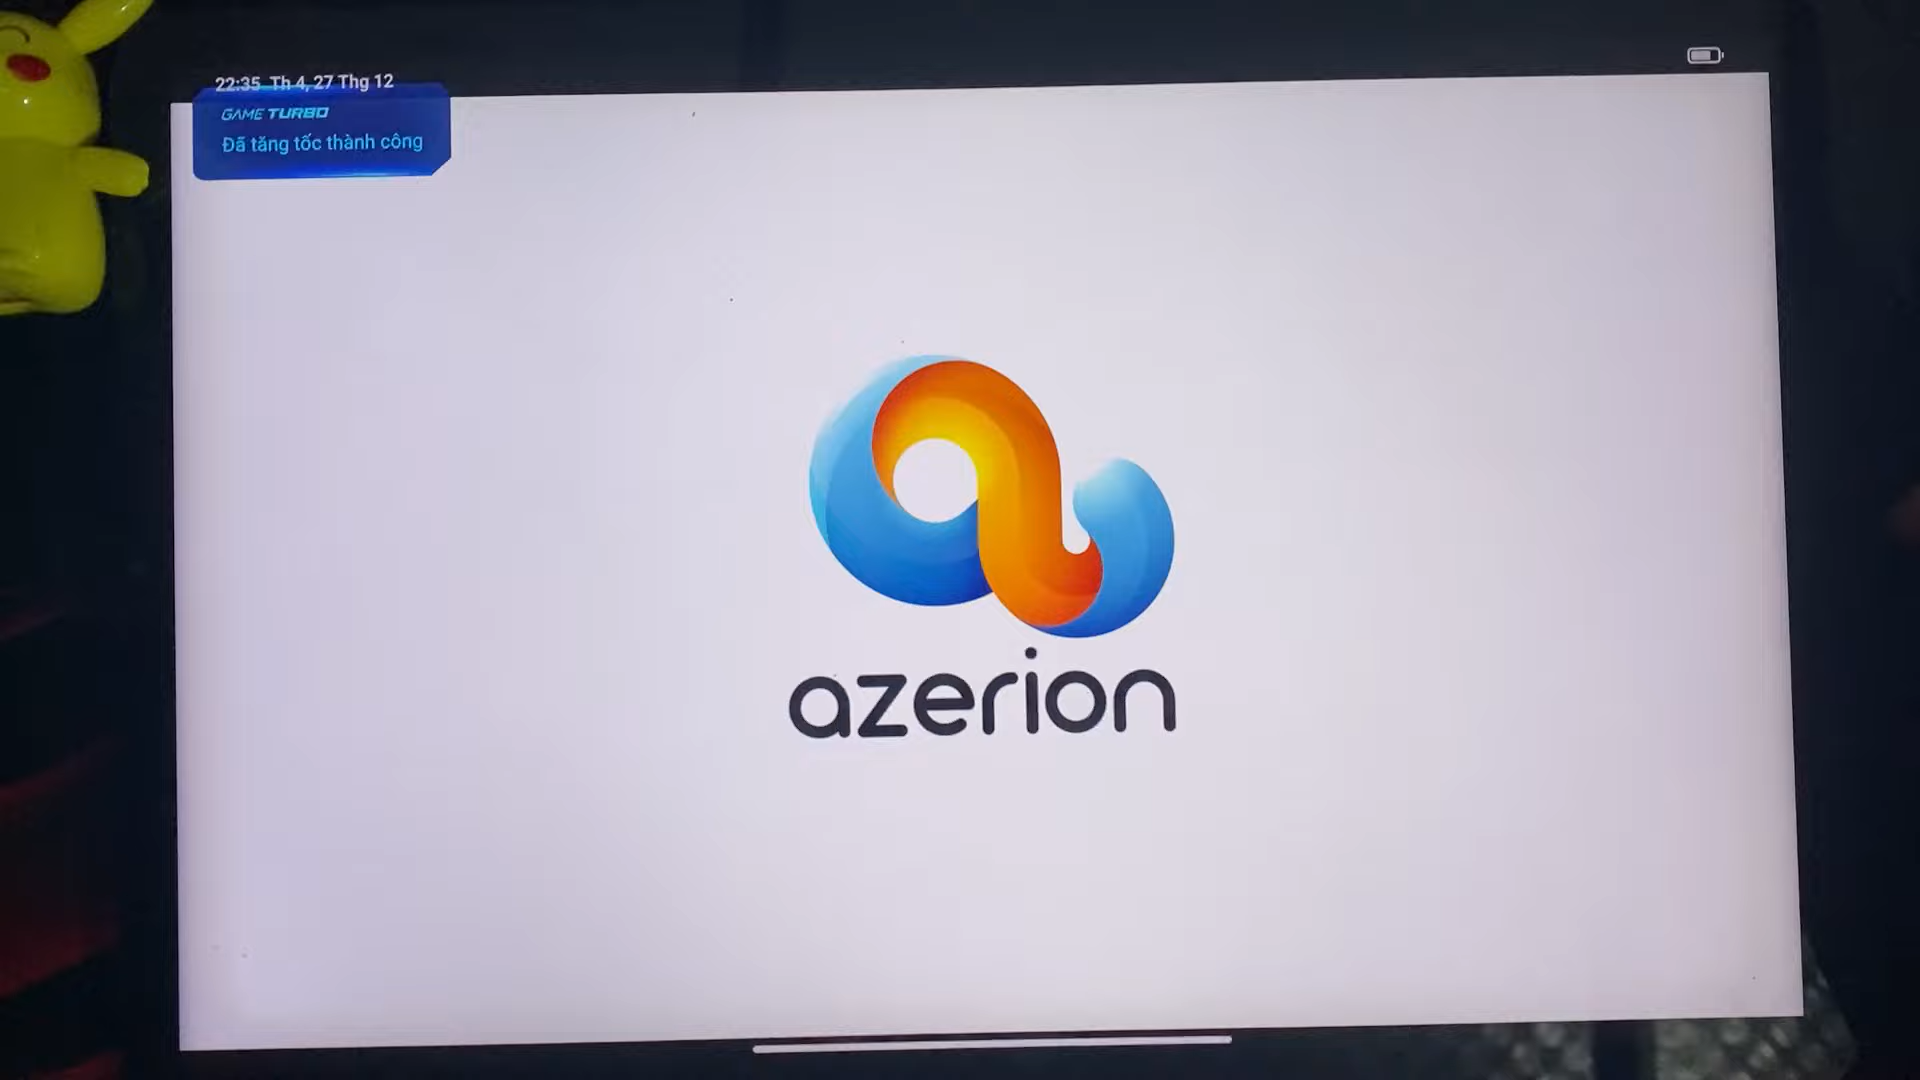 22:35 Th 4, 27 Thg 12
GAME TURBO
Đã tăng tốc thành công
azerion